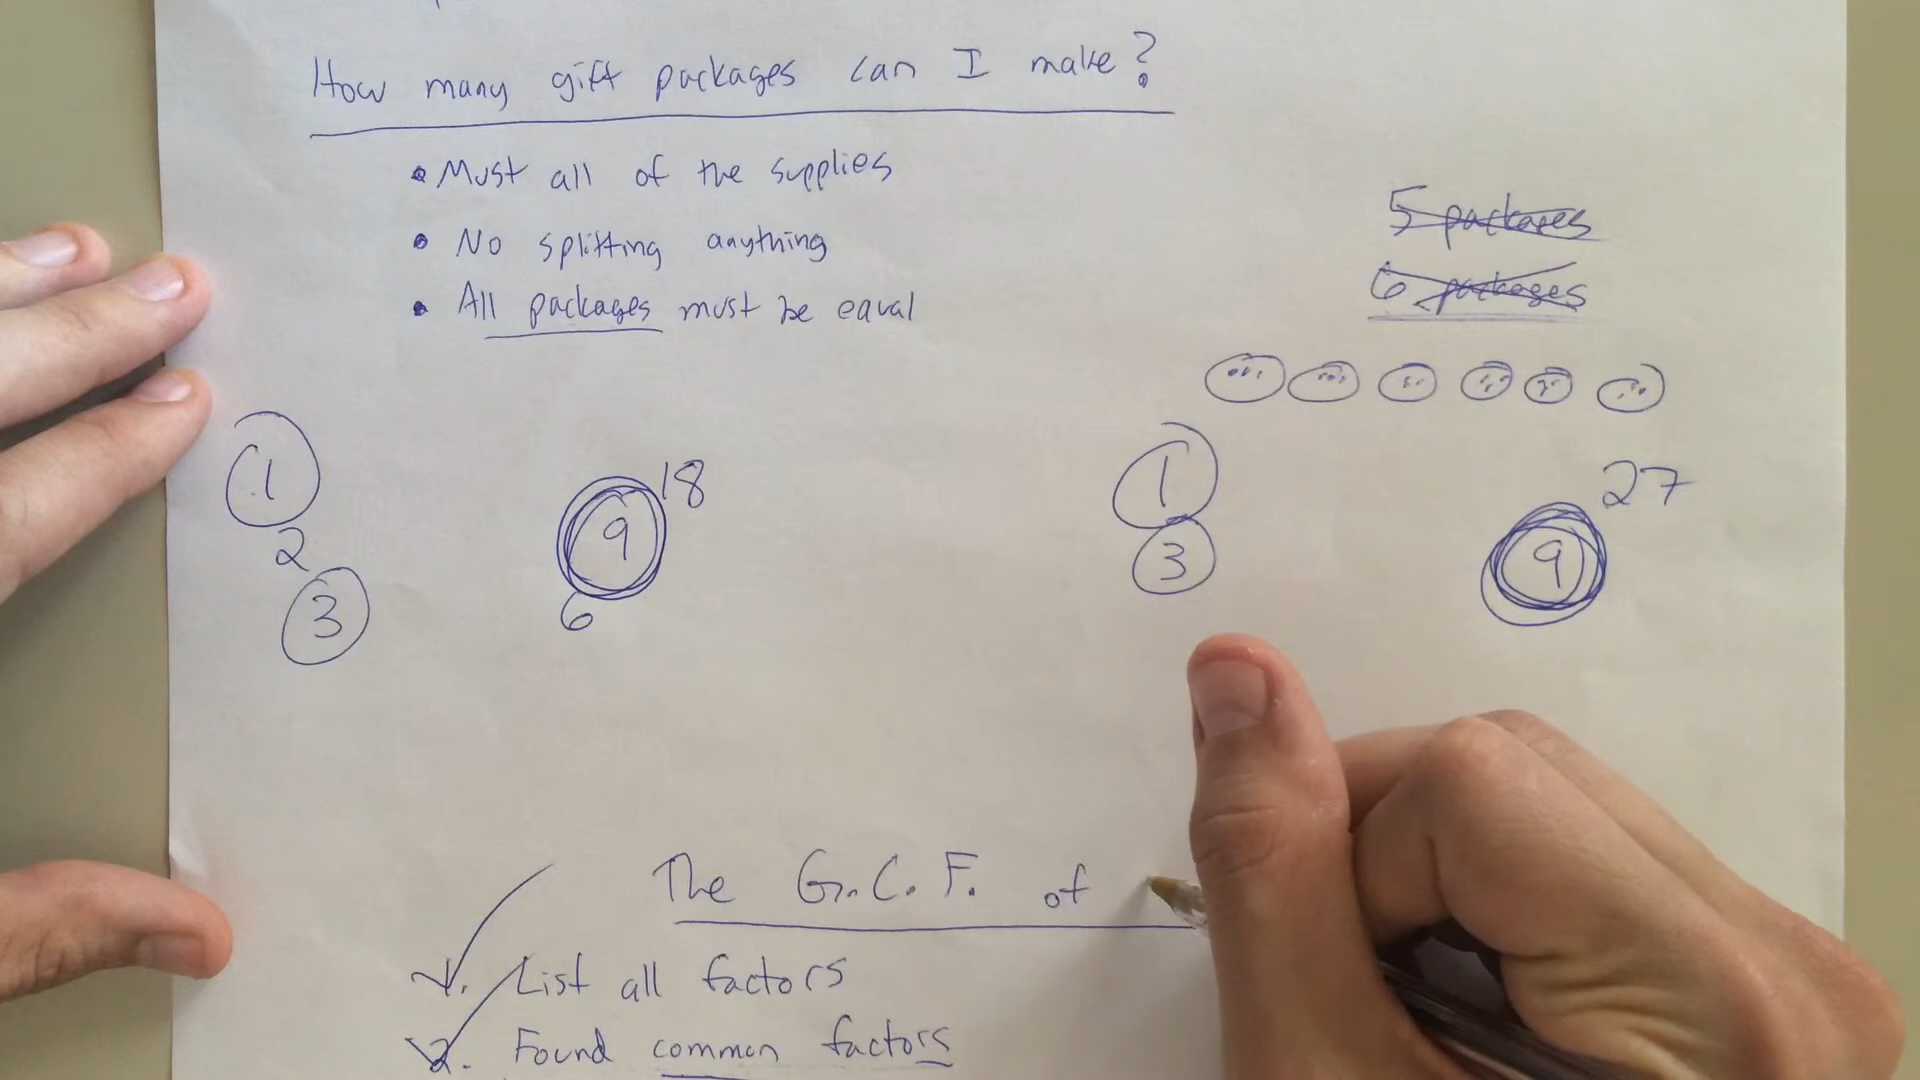 How many gift packages can I make?
• Must all of the supplies
• No splitting anything
• All packages must be equal
5 packages
6 packages
1
2
3
18
9
6
1
3
27
9
The G.C.F. of
1. List all factors
2. Found common factors